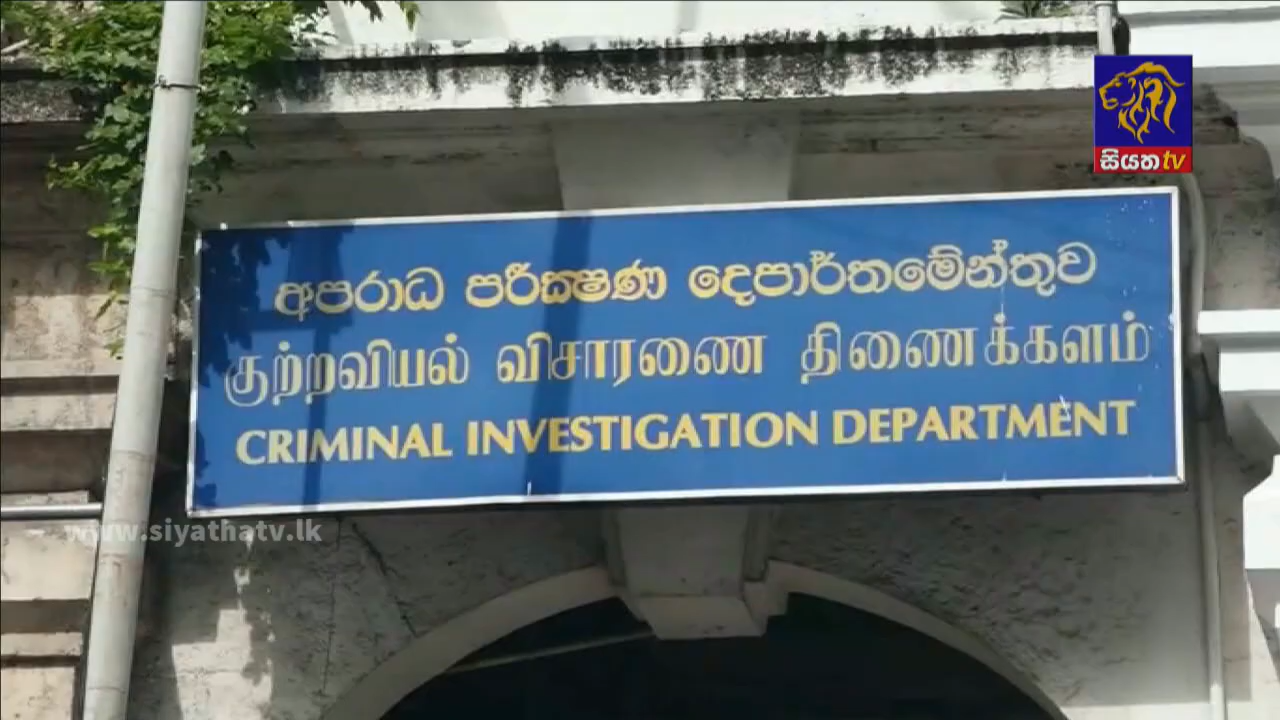 සියත tv
අපරාධ පරීක්ෂණ දෙපාර්තමේන්තුව
குற்றவியல் விசாரணை திணைக்களம்
CRIMINAL INVESTIGATION DEPARTMENT
www.siyathatv.lk